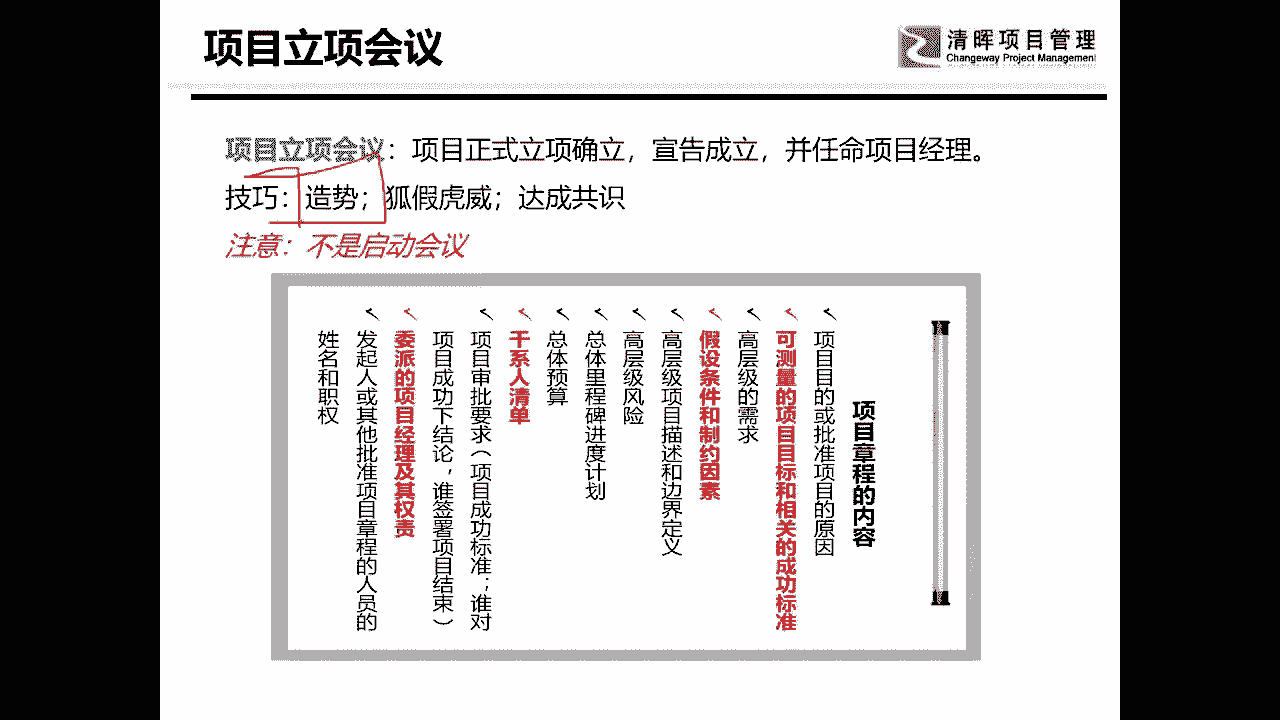 项目立项会议
清晖项目管理
Changeway Project Management
项目立项会议：项目正式立项确立，宣告成立，并任命项目经理。
技巧：造势；狐假虎威；达成共识
注意：不是启动会议
项目章程的内容
✓ 项目目的或批准项目的原因
✓ 可测量的项目目标和相关的成功标准
✓ 高层级的需求
✓ 假设条件和制约因素
✓ 高层级项目描述和边界定义
✓ 高层级风险
✓ 总体里程碑进度计划
✓ 总体预算
✓ 干系人清单
✓ 项目审批要求（项目成功标准；谁对
项目成功下结论，谁签署项目结束）
✓ 委派的项目经理及其权责
✓ 发起人或其他批准项目章程的人员的
姓名和职权